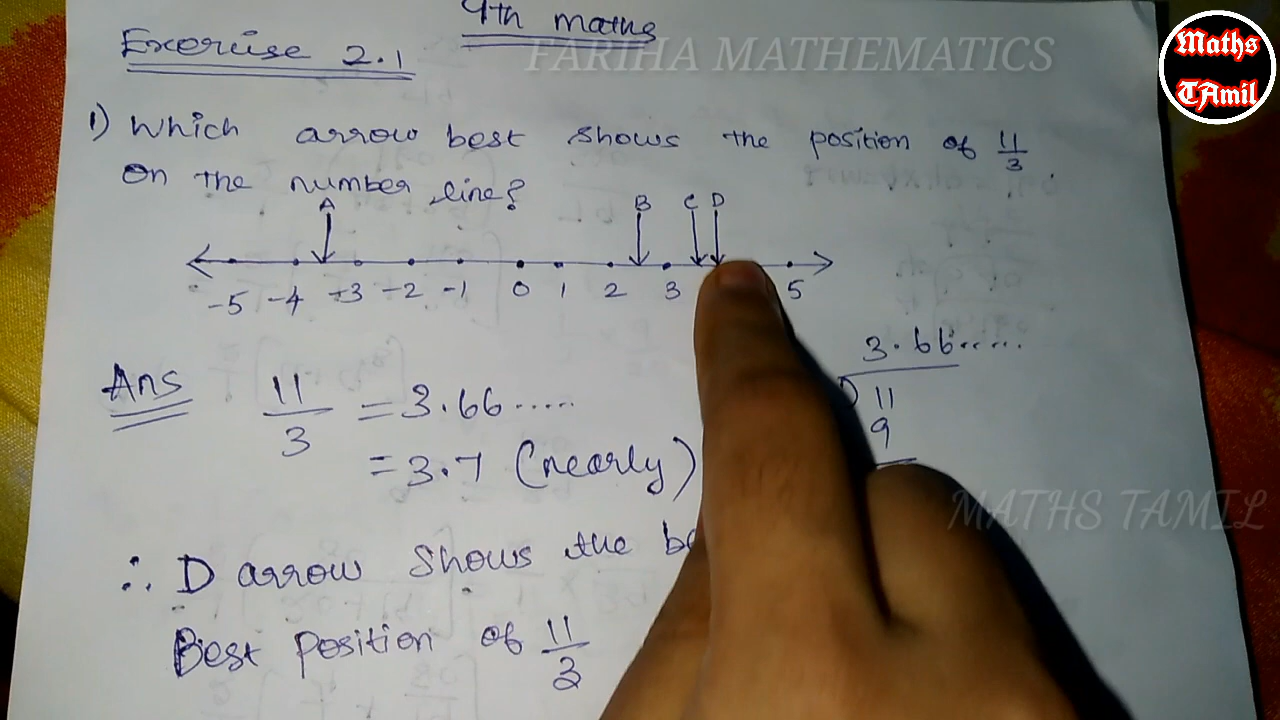 9th maths
Exercise 2.1
FARIHA MATHEMATICS
Maths
TAmil
1) Which arrow best shows the position of 11/3
on the number line?
A B C D
-5 -4 -3 -2 -1 0 1 2 3 5
3.66.....
Ans 11/3 = 3.66..... 11
9
= 3.7 (nearly)
MATHS TAMIL
∴ D arrow shows the
Best position of 11/3